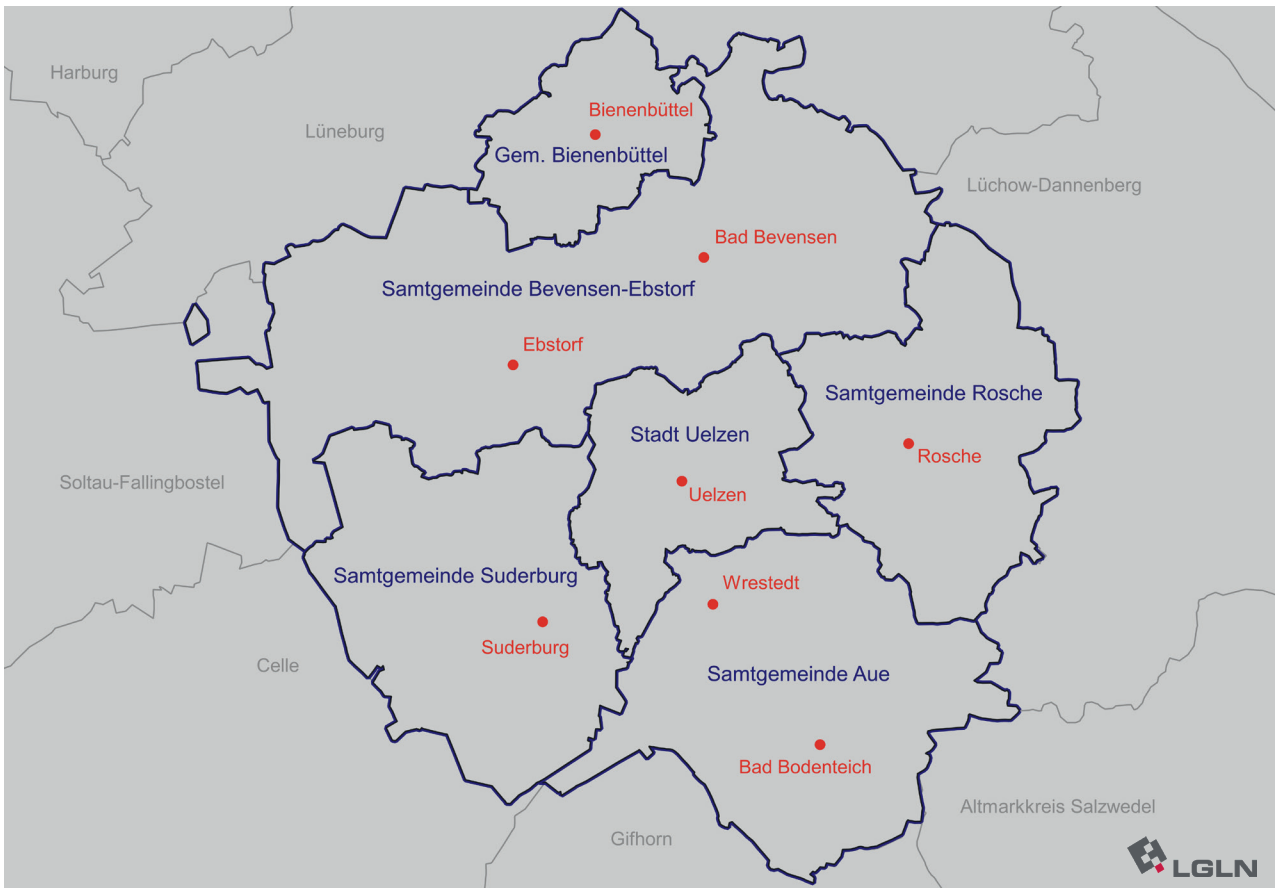 Harburg
Bienenbüttel
Lüneburg
Gem. Bienenbüttel
Lüchow-Dannenberg
Bad Bevensen
Samtgemeinde Bevensen-Ebstorf
Ebstorf
Samtgemeinde Rosche
Stadt Uelzen
Rosche
Soltau-Fallingbostel
Uelzen
Samtgemeinde Suderburg
Wrestedt
Suderburg
Celle
Samtgemeinde Aue
Bad Bodenteich
Altmarkkreis Salzwedel
Gifhorn
LGLN